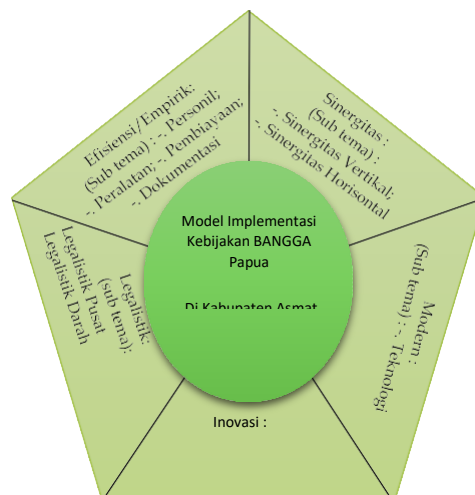 Efisiensi/Empirik:
(Sub tema) : -. Personil;
-. Peralatan; -. Pembiayaan;
-. Dokumentasi
Sinergitas :
(Sub tema) :
-. Sinergitas Vertikal;
-. Sinergitas Horisontal
Model Implementasi
Kebijakan BANGGA
Papua
Di Kabupaten Asmat
Legalistik:
(sub tema):
Legalistik Pusat
Legalistik Darah
Modern :
(Sub tema) : -. Teknologi
Inovasi :